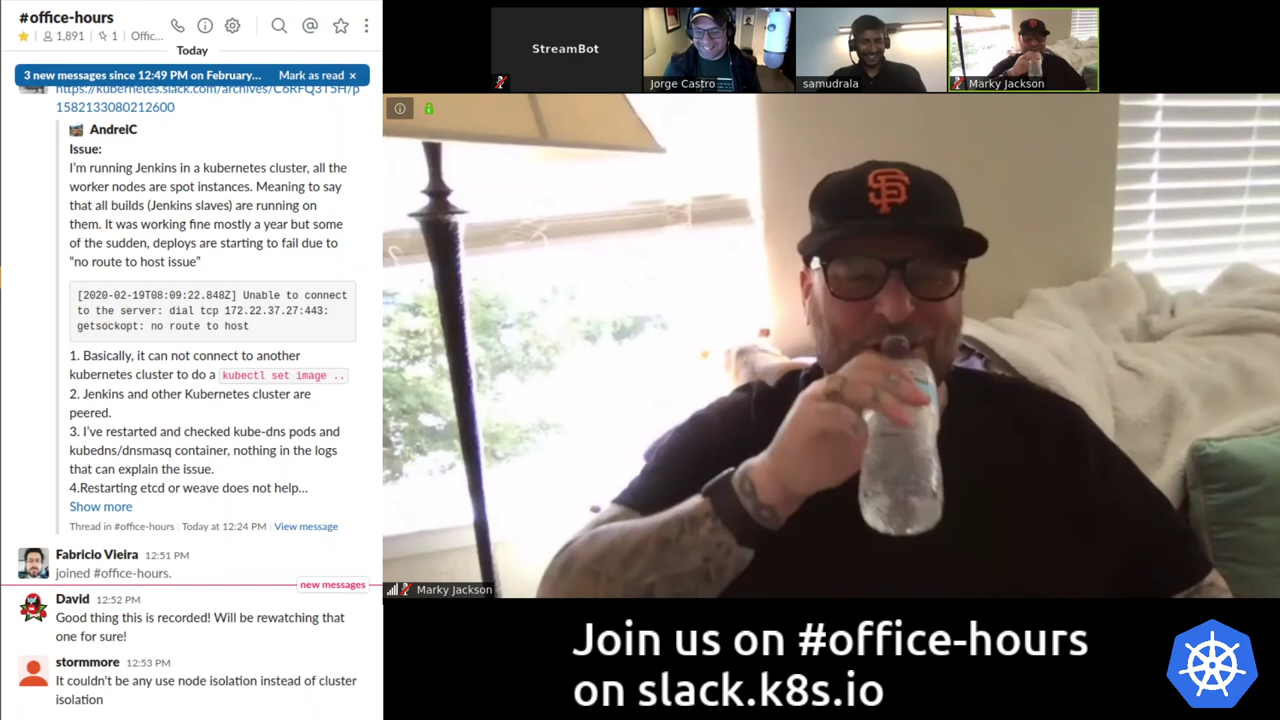 #office-hours
1,891 | 1 | Offic...
Today
3 new messages since 12:49 PM on February... Mark as read ×
https://kubernetes.slack.com/archives/C6RFQ3T5H/p
1582133080212600
AndreiC
Issue:
I'm running Jenkins in a kubernetes cluster, all the
worker nodes are spot instances. Meaning to say
that all builds (Jenkins slaves) are running on
them. It was working fine mostly a year but some
of the sudden, deploys are starting to fail due to
“no route to host issue”
[2020-02-19T08:09:22.848Z] Unable to connect
to the server: dial tcp 172.22.37.27:443:
getsockopt: no route to host
1. Basically, it can not connect to another
kubernetes cluster to do a kubectl set image ..
2. Jenkins and other Kubernetes cluster are
peered.
3. I've restarted and checked kube-dns pods and
kubedns/dnsmasq container, nothing in the logs
that can explain the issue.
4.Restarting etcd or weave does not help...
Show more
Thread in #office-hours | Today at 12:24 PM | View message
Fabricio Vieira 12:51 PM
joined #office-hours.
new messages
David 12:52 PM
Good thing this is recorded! Will be rewatching that
one for sure!
stormmore 12:53 PM
It couldn't be any use node isolation instead of cluster
isolation
StreamBot
Jorge Castro
samudrala
Marky Jackson
SF
Marky Jackson
Join us on #office-hours
on slack.k8s.io